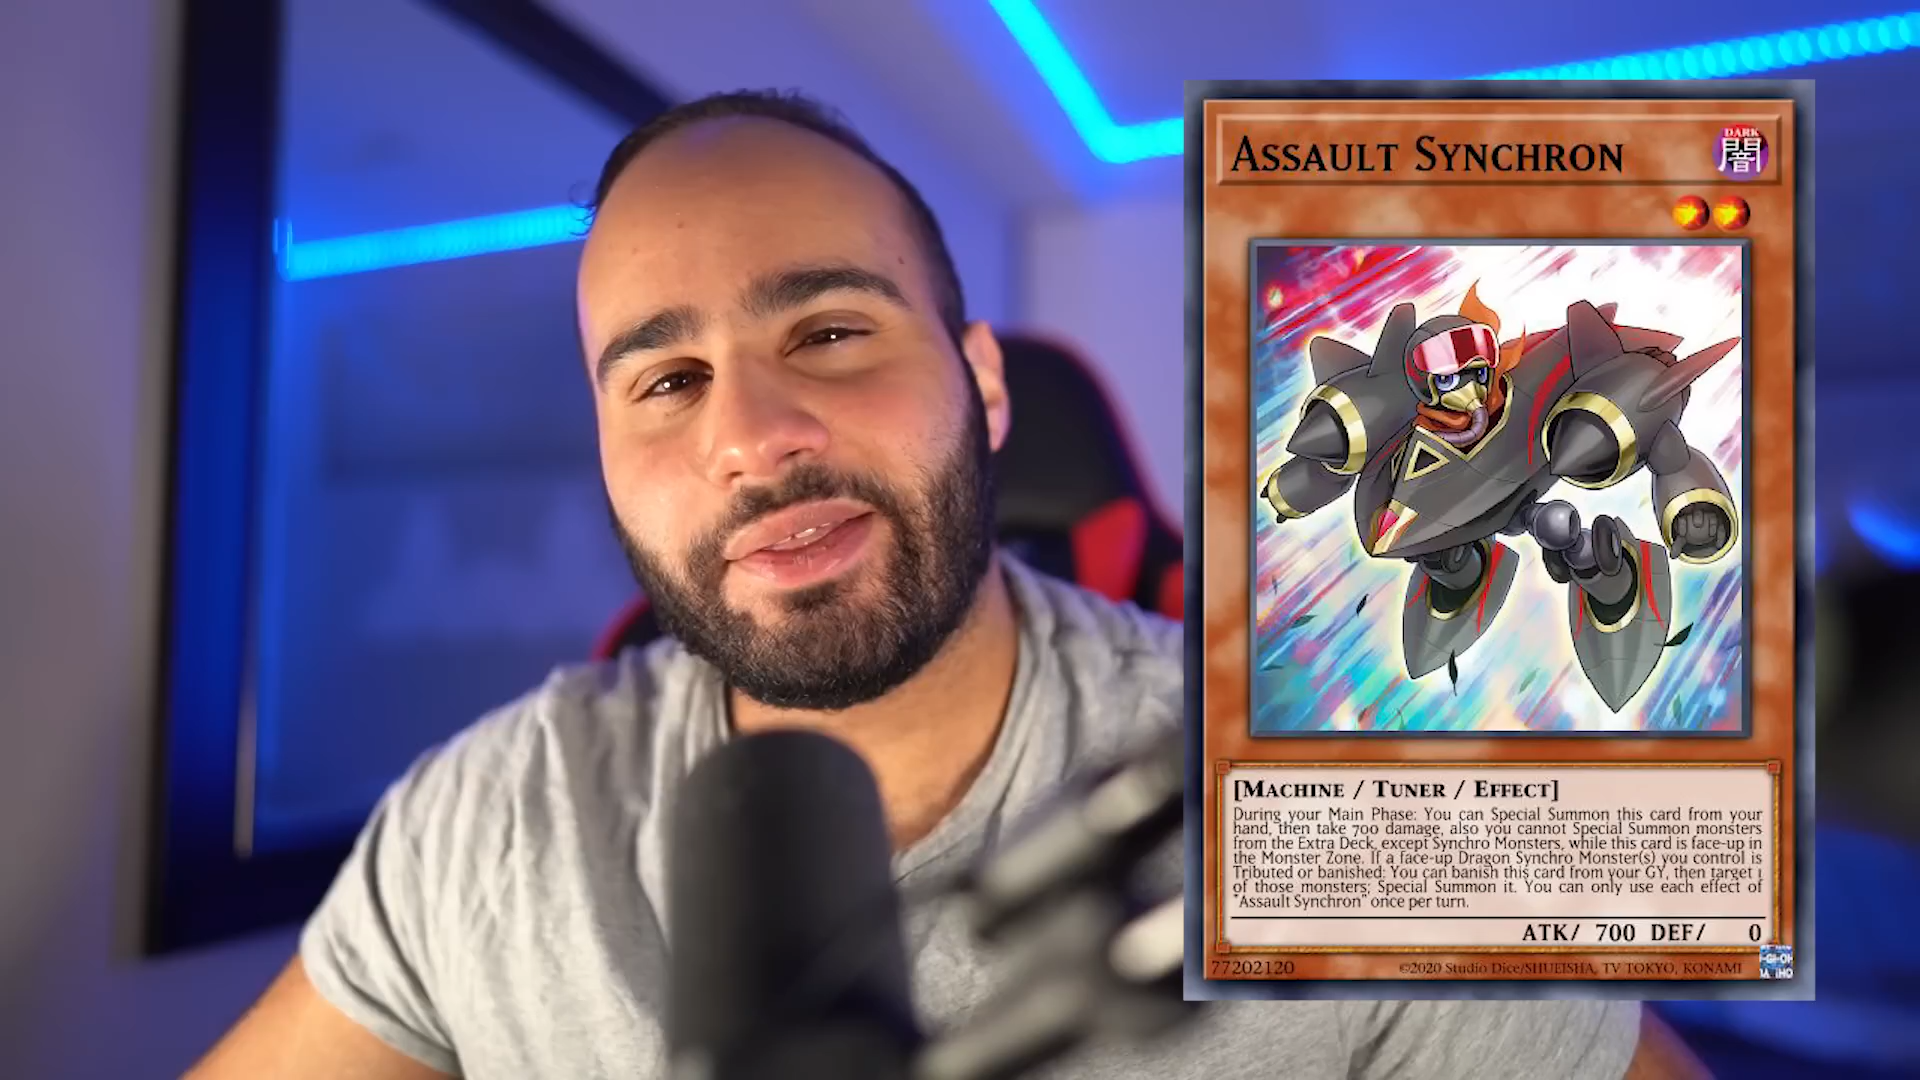 ASSAULT SYNCHRON
DARK
闇
[MACHINE / TUNER / EFFECT]
During your Main Phase: You can Special Summon this card from your
hand, then take 700 damage, also you cannot Special Summon monsters
from the Extra Deck, except Synchro Monsters, while this card is face-up in
the Monster Zone. If a face-up Dragon Synchro Monster(s) you control is
Tributed or banished: You can banish this card from your GY, then target 1
of those monsters; Special Summon it. You can only use each effect of
"Assault Synchron" once per turn.
ATK/ 700 DEF/ 0
77202120
©2020 Studio Dice/SHUEISHA, TV TOKYO, KONAMI